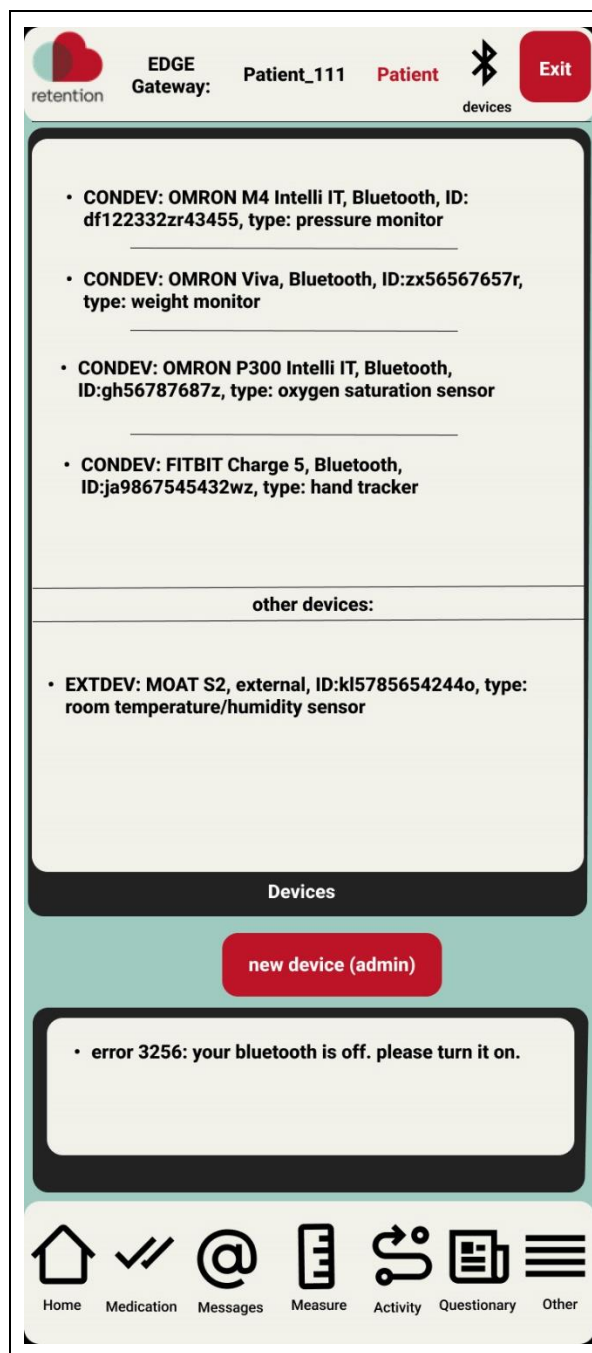 retention
EDGE
Gateway:
Patient_111
Patient
devices
Exit
• CONDEV: OMRON M4 Intelli IT, Bluetooth, ID:
df122332zr43455, type: pressure monitor
• CONDEV: OMRON Viva, Bluetooth, ID:zx56567657r,
type: weight monitor
• CONDEV: OMRON P300 Intelli IT, Bluetooth,
ID:gh56787687z, type: oxygen saturation sensor
• CONDEV: FITBIT Charge 5, Bluetooth,
ID:ja9867545432wz, type: hand tracker
other devices:
• EXTDEV: MOAT S2, external, ID:kl5785654244o, type:
room temperature/humidity sensor
Devices
new device (admin)
• error 3256: your bluetooth is off. please turn it on.
Home
Medication
Messages
Measure
Activity
Questionary
Other